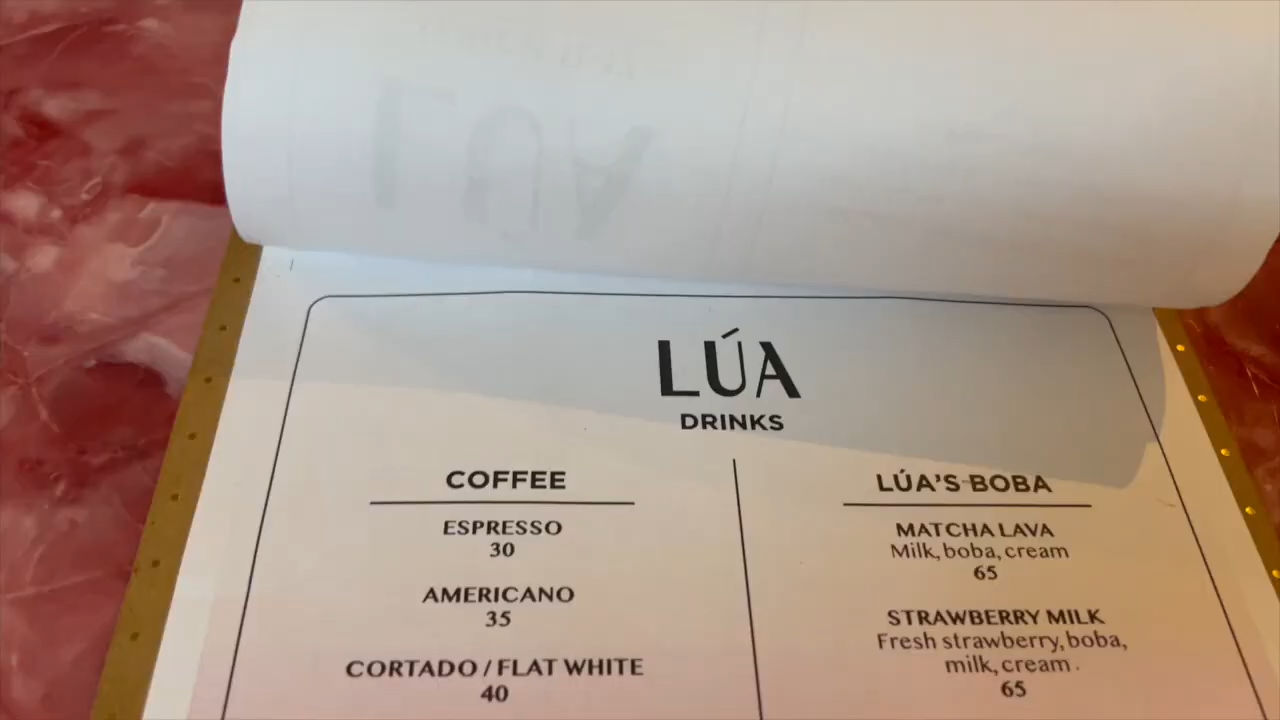 LÚA
LÚA
DRINKS
COFFEE
ESPRESSO
30
AMERICANO
35
CORTADO / FLAT WHITE
40
LÚA'S BOBA
MATCHA LAVA
Milk, boba, cream
65
STRAWBERRY MILK
Fresh strawberry, boba,
milk, cream .
65